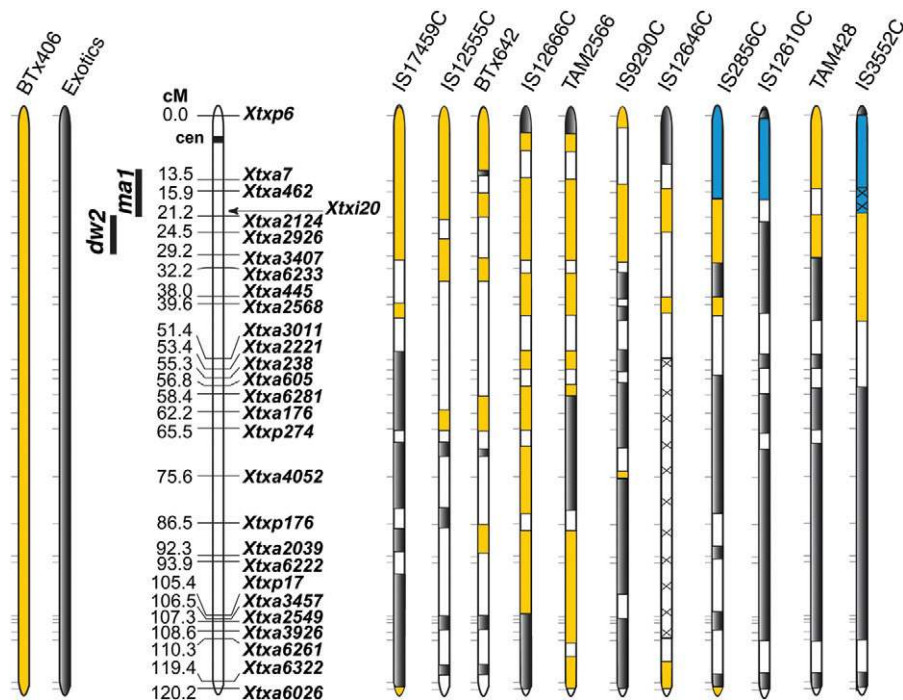 BTx406
Exotics
IS17459C
IS12555C
BTx642
IS12666C
TAM2566
IS9290C
IS12646C
IS2856C
IS12610C
TAM428
IS3552C
cM
0.0 Xtxp6
cen
13.5 Xtxa7
15.9 Xtxa462
ma1
Xtxi20
21.2 Xtxa2124
dw2
24.5 Xtxa2926
29.2 Xtxa3407
32.2 Xtxa6233
38.0 Xtxa445
39.6 Xtxa2568
51.4 Xtxa3011
53.4 Xtxa2221
55.3 Xtxa238
56.8 Xtxa605
58.4 Xtxa6281
62.2 Xtxa176
65.5 Xtxp274
75.6 Xtxa4052
86.5 Xtxp176
92.3 Xtxa2039
93.9 Xtxa6222
105.4 Xtxp17
106.5 Xtxa3457
107.3 Xtxa2549
108.6 Xtxa3926
110.3 Xtxa6261
119.4 Xtxa6322
120.2 Xtxa6026